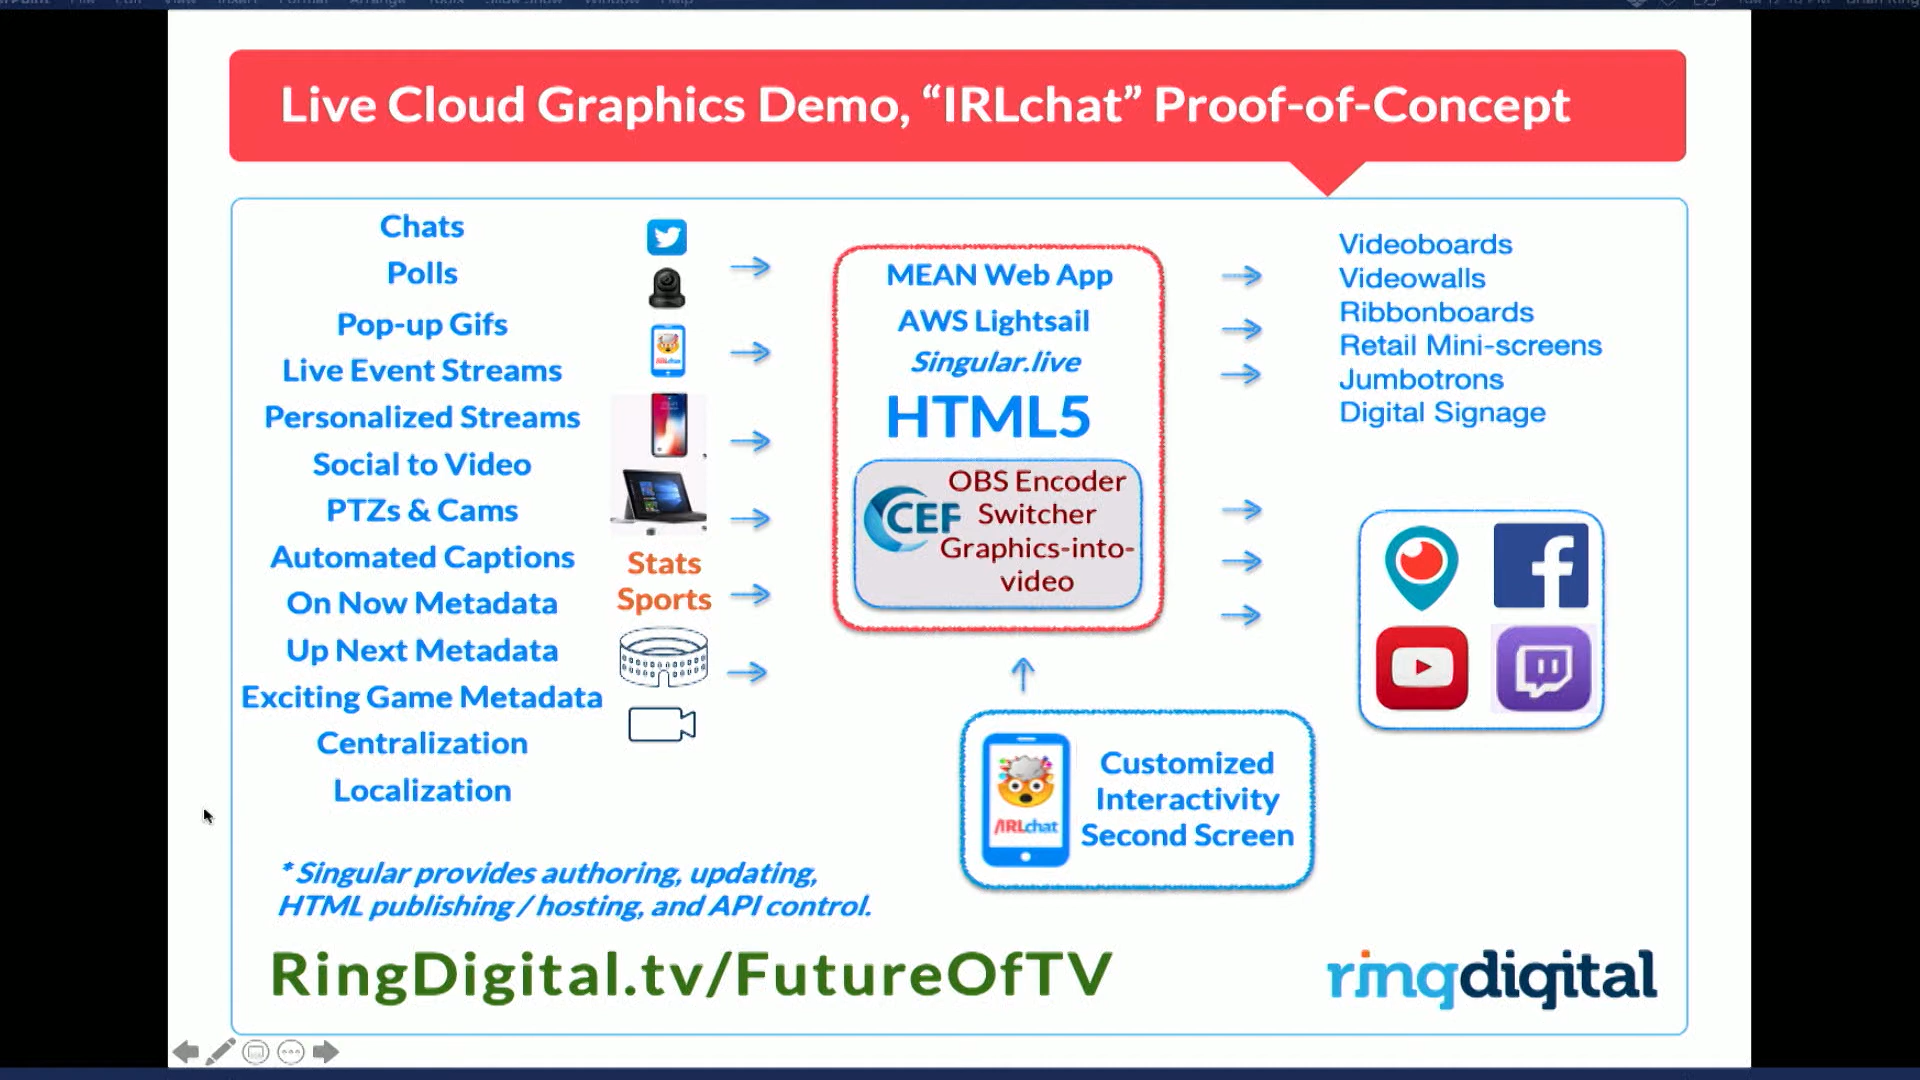 Live Cloud Graphics Demo, “IRLchat” Proof-of-Concept
Chats
Polls
Pop-up Gifs
Live Event Streams
Personalized Streams
Social to Video
PTZs & Cams
Automated Captions
On Now Metadata
Up Next Metadata
Exciting Game Metadata
Centralization
Localization
Stats
Sports
MEAN Web App
AWS Lightsail
Singular.live
HTML5
CEF
OBS Encoder
Switcher
Graphics-into-
video
Videoboards
Videowalls
Ribbonboards
Retail Mini-screens
Jumbotrons
Digital Signage
IRLchat
Customized
Interactivity
Second Screen
* Singular provides authoring, updating,
HTML publishing / hosting, and API control.
RingDigital.tv/FutureOfTV
ringdigital